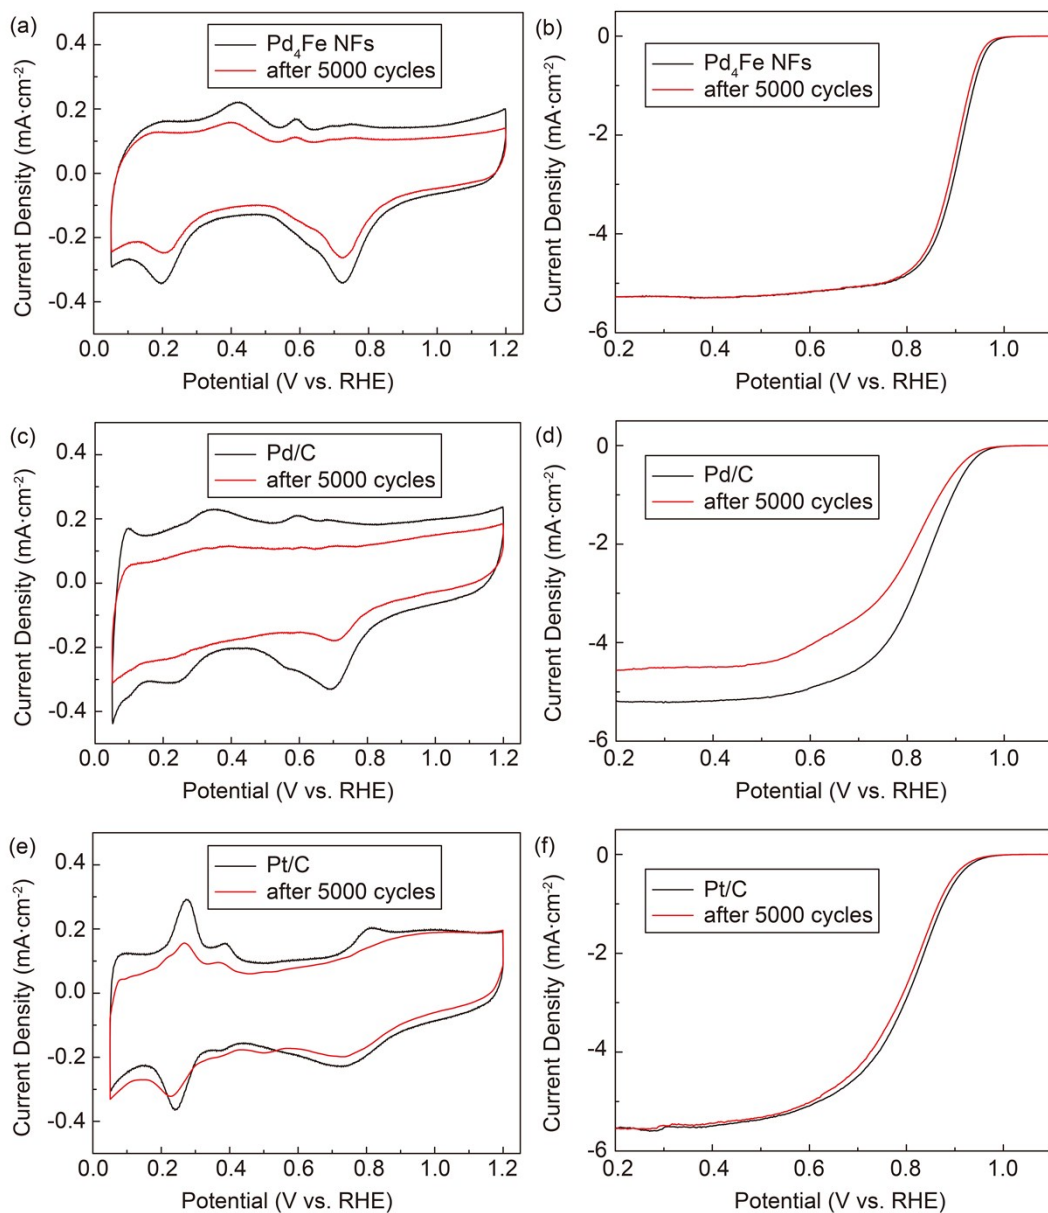 (a)
0.4
0.2
0.0
-0.2
-0.4
Current Density (mA·cm⁻²)
Pd₄Fe NFs
after 5000 cycles
0.0 0.2 0.4 0.6 0.8 1.0 1.2
Potential (V vs. RHE)
(b)
0
-2
-4
-6
Current Density (mA·cm⁻²)
Pd₄Fe NFs
after 5000 cycles
0.2 0.4 0.6 0.8 1.0
Potential (V vs. RHE)
(c)
0.4
0.2
0.0
-0.2
-0.4
Current Density (mA·cm⁻²)
Pd/C
after 5000 cycles
0.0 0.2 0.4 0.6 0.8 1.0 1.2
Potential (V vs. RHE)
(d)
0
-2
-4
-6
Current Density (mA·cm⁻²)
Pd/C
after 5000 cycles
0.2 0.4 0.6 0.8 1.0
Potential (V vs. RHE)
(e)
0.4
0.2
0.0
-0.2
-0.4
Current Density (mA·cm⁻²)
Pt/C
after 5000 cycles
0.0 0.2 0.4 0.6 0.8 1.0 1.2
Potential (V vs. RHE)
(f)
0
-2
-4
-6
Current Density (mA·cm⁻²)
Pt/C
after 5000 cycles
0.2 0.4 0.6 0.8 1.0
Potential (V vs. RHE)